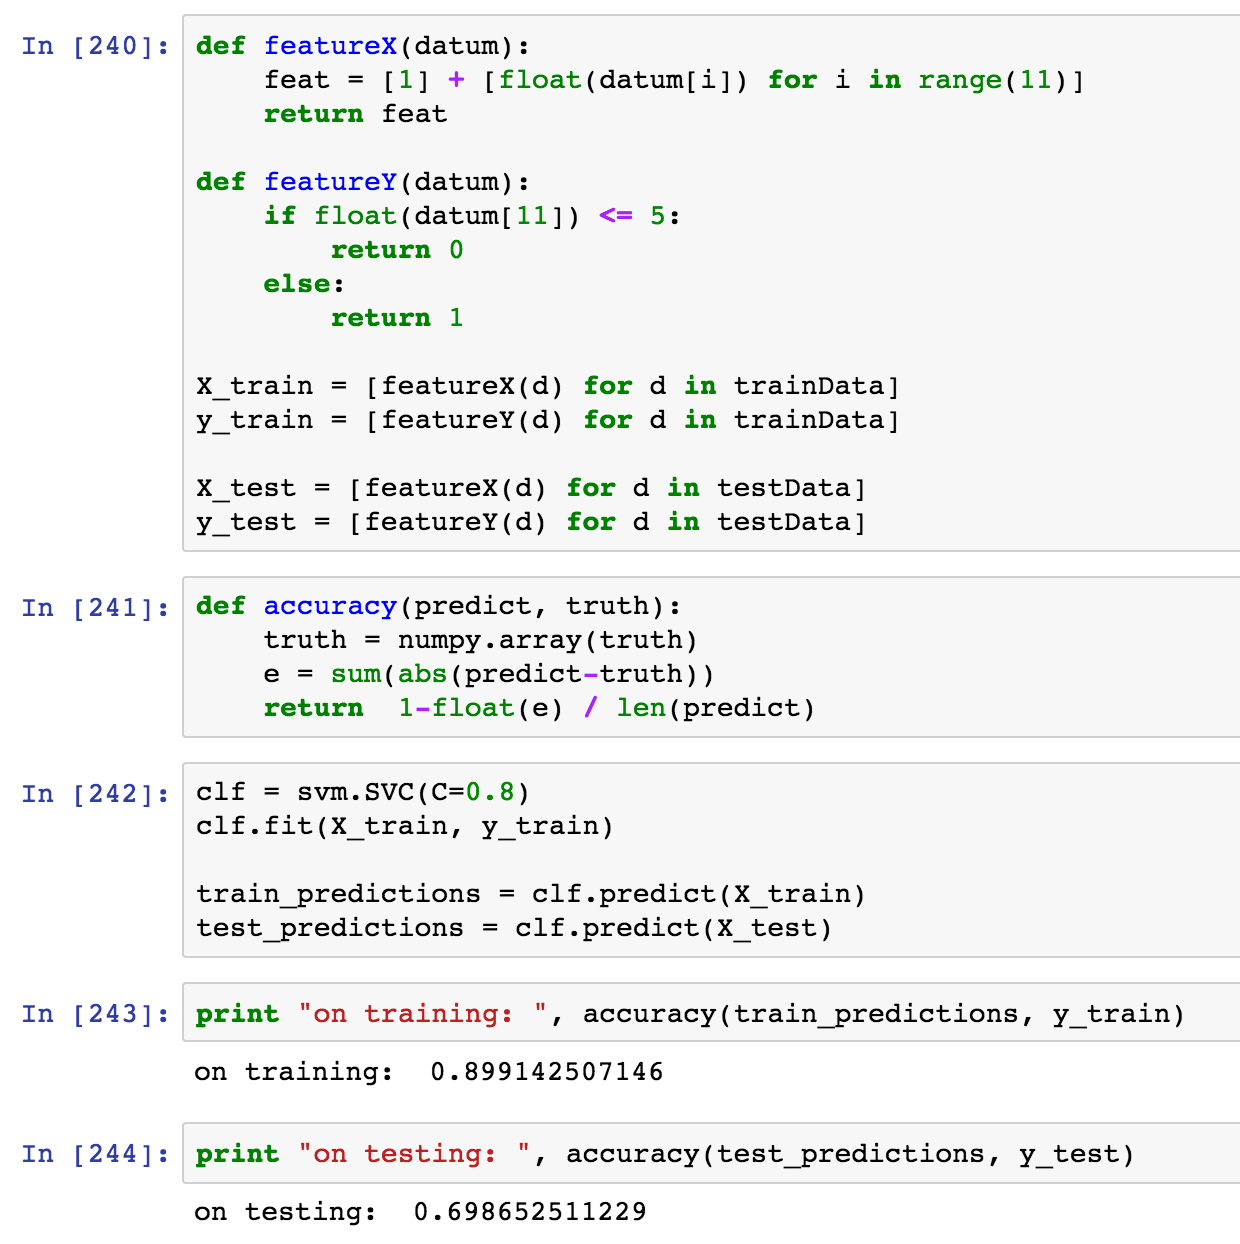 In [240]: def featureX(datum):
    feat = [1] + [float(datum[i]) for i in range(11)]
    return feat

def featureY(datum):
    if float(datum[11]) <= 5:
        return 0
    else:
        return 1

X_train = [featureX(d) for d in trainData]
y_train = [featureY(d) for d in trainData]

X_test = [featureX(d) for d in testData]
y_test = [featureY(d) for d in testData]
In [241]: def accuracy(predict, truth):
    truth = numpy.array(truth)
    e = sum(abs(predict-truth))
    return  1-float(e) / len(predict)
In [242]: clf = svm.SVC(C=0.8)
clf.fit(X_train, y_train)

train_predictions = clf.predict(X_train)
test_predictions = clf.predict(X_test)
In [243]: print "on training: ", accuracy(train_predictions, y_train)
on training:  0.899142507146
In [244]: print "on testing: ", accuracy(test_predictions, y_test)
on testing:  0.698652511229